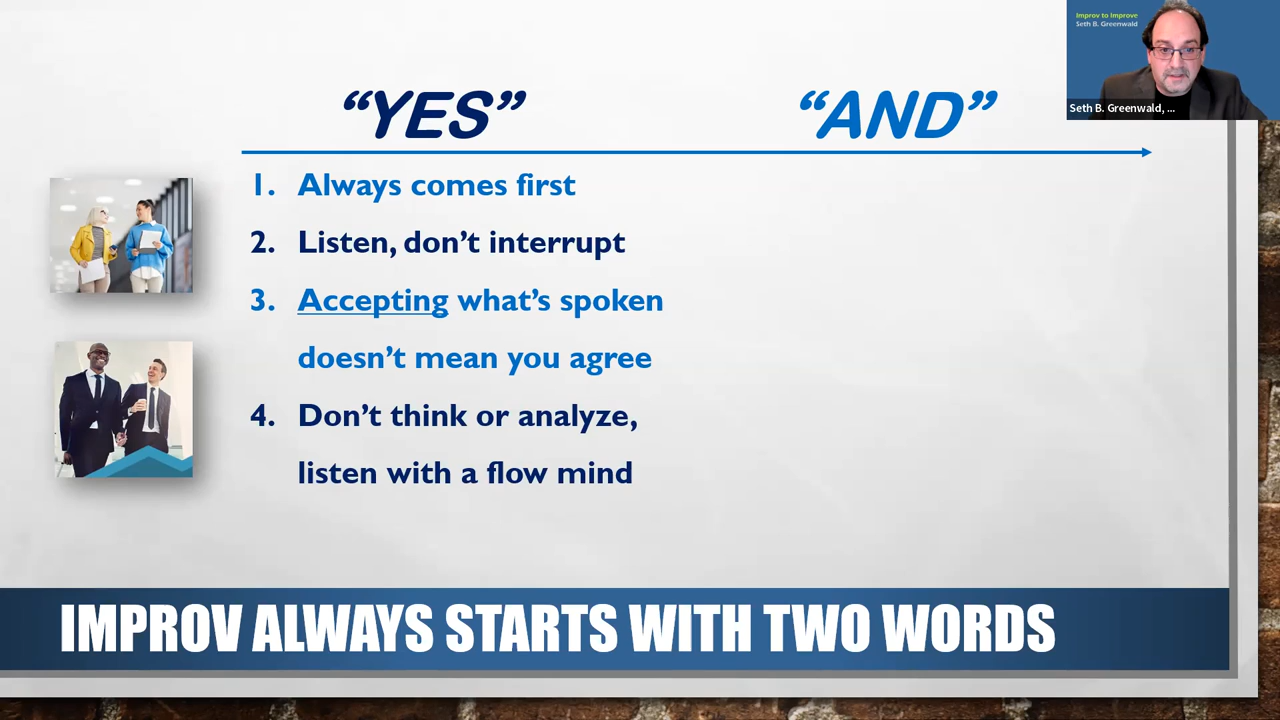 Improv to Improve
Seth B. Greenwald
Seth B. Greenwald, ...
“YES” “AND”
1. Always comes first
2. Listen, don’t interrupt
3. Accepting what’s spoken
doesn’t mean you agree
4. Don’t think or analyze,
listen with a flow mind
IMPROV ALWAYS STARTS WITH TWO WORDS